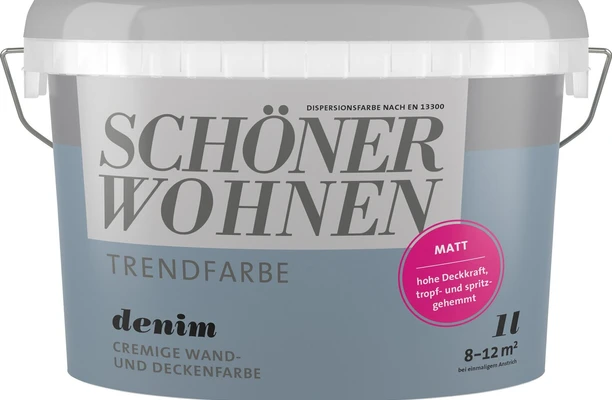 DISPERSIONSFARBE NACH EN 13300
SCHÖNER
WOHNEN
TRENDFARBE
MATT
hohe Deckkraft,
tropf- und spritz-
gehemmt
denim
CREMIGE WAND-
UND DECKENFARBE
1l
8–12 m²
bei einmaligem Anstrich